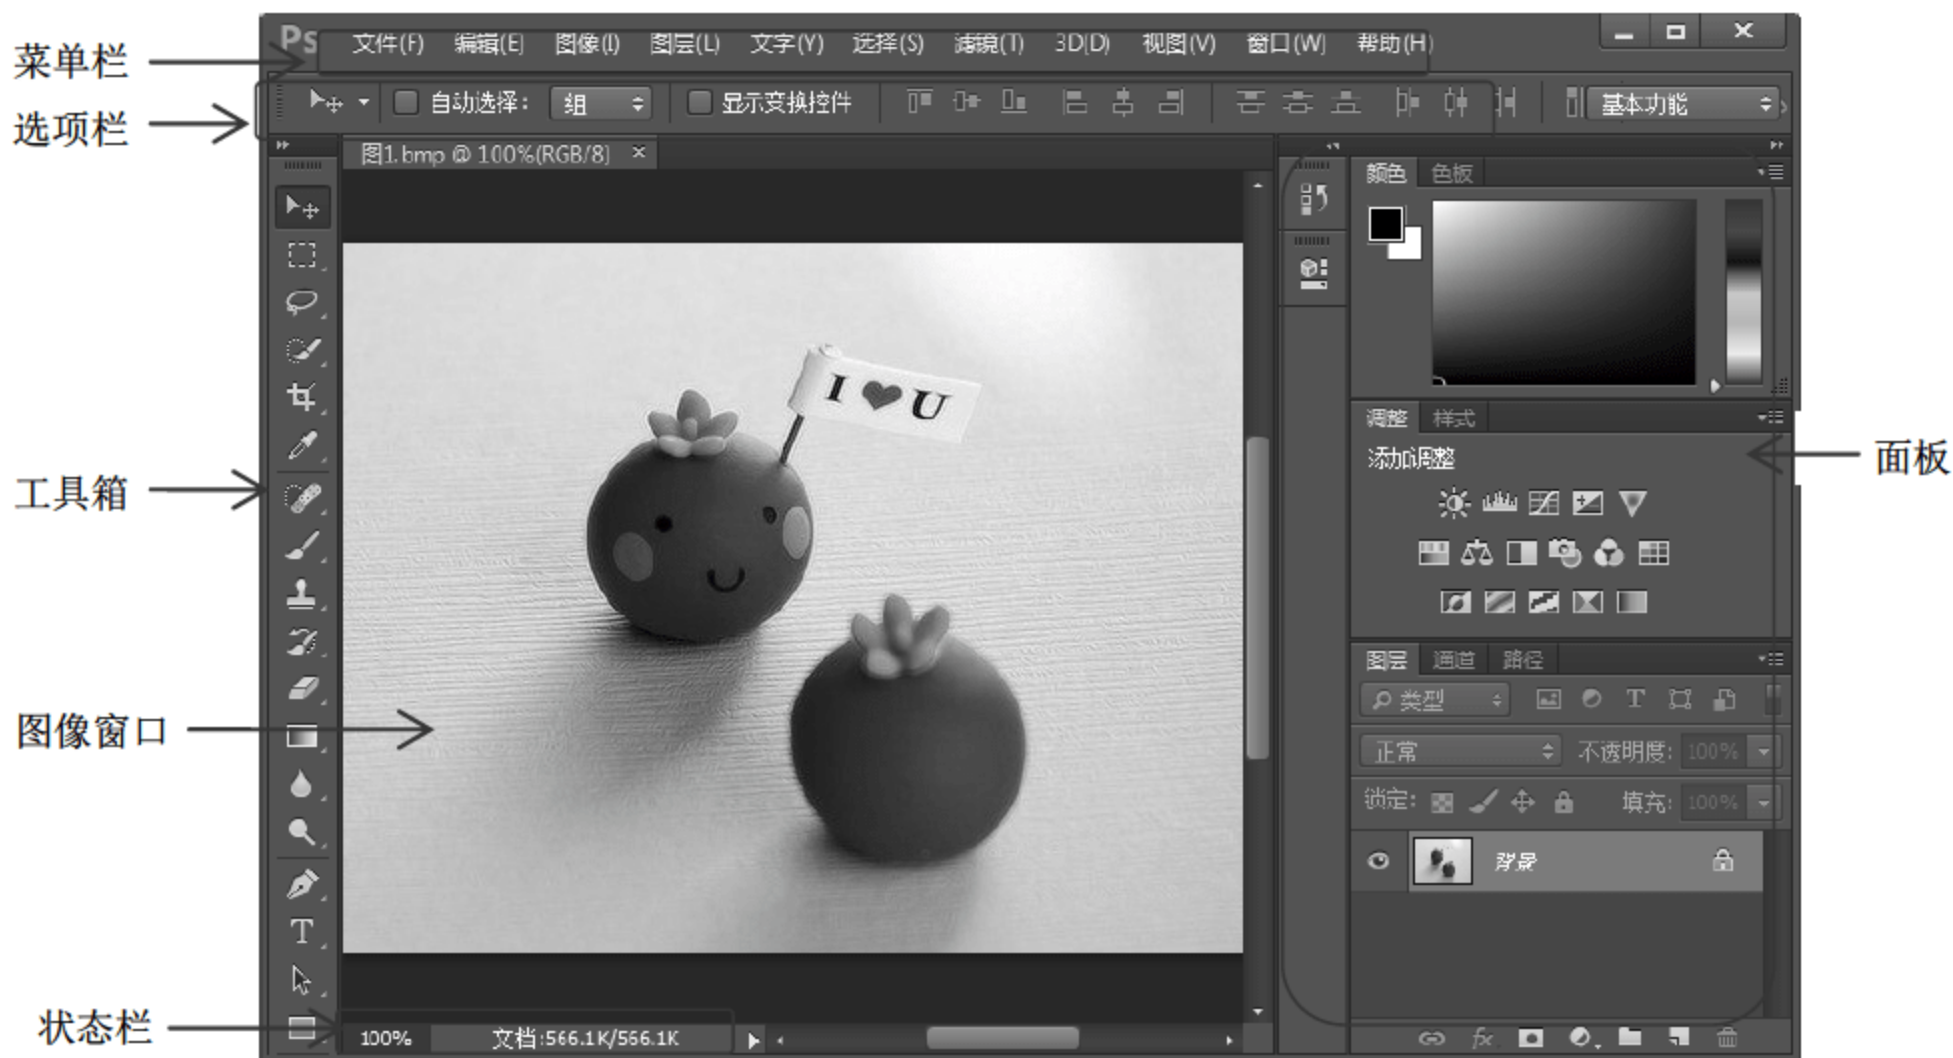 菜单栏
选项栏
工具箱
图像窗口
状态栏
面板
Ps 文件(F) 编辑(E) 图像(I) 图层(L) 文字(Y) 选择(S) 滤镜(T) 3D(D) 视图(V) 窗口(W) 帮助(H)
自动选择: 组 显示变换控件 基本功能
图1.bmp @ 100%(RGB/8) ×
I ♥ U
颜色 色板
调整 样式
添加调整
图层 通道 路径
类型
正常 不透明度: 100%
锁定: 填充: 100%
背景
fx
100% 文档:566.1K/566.1K